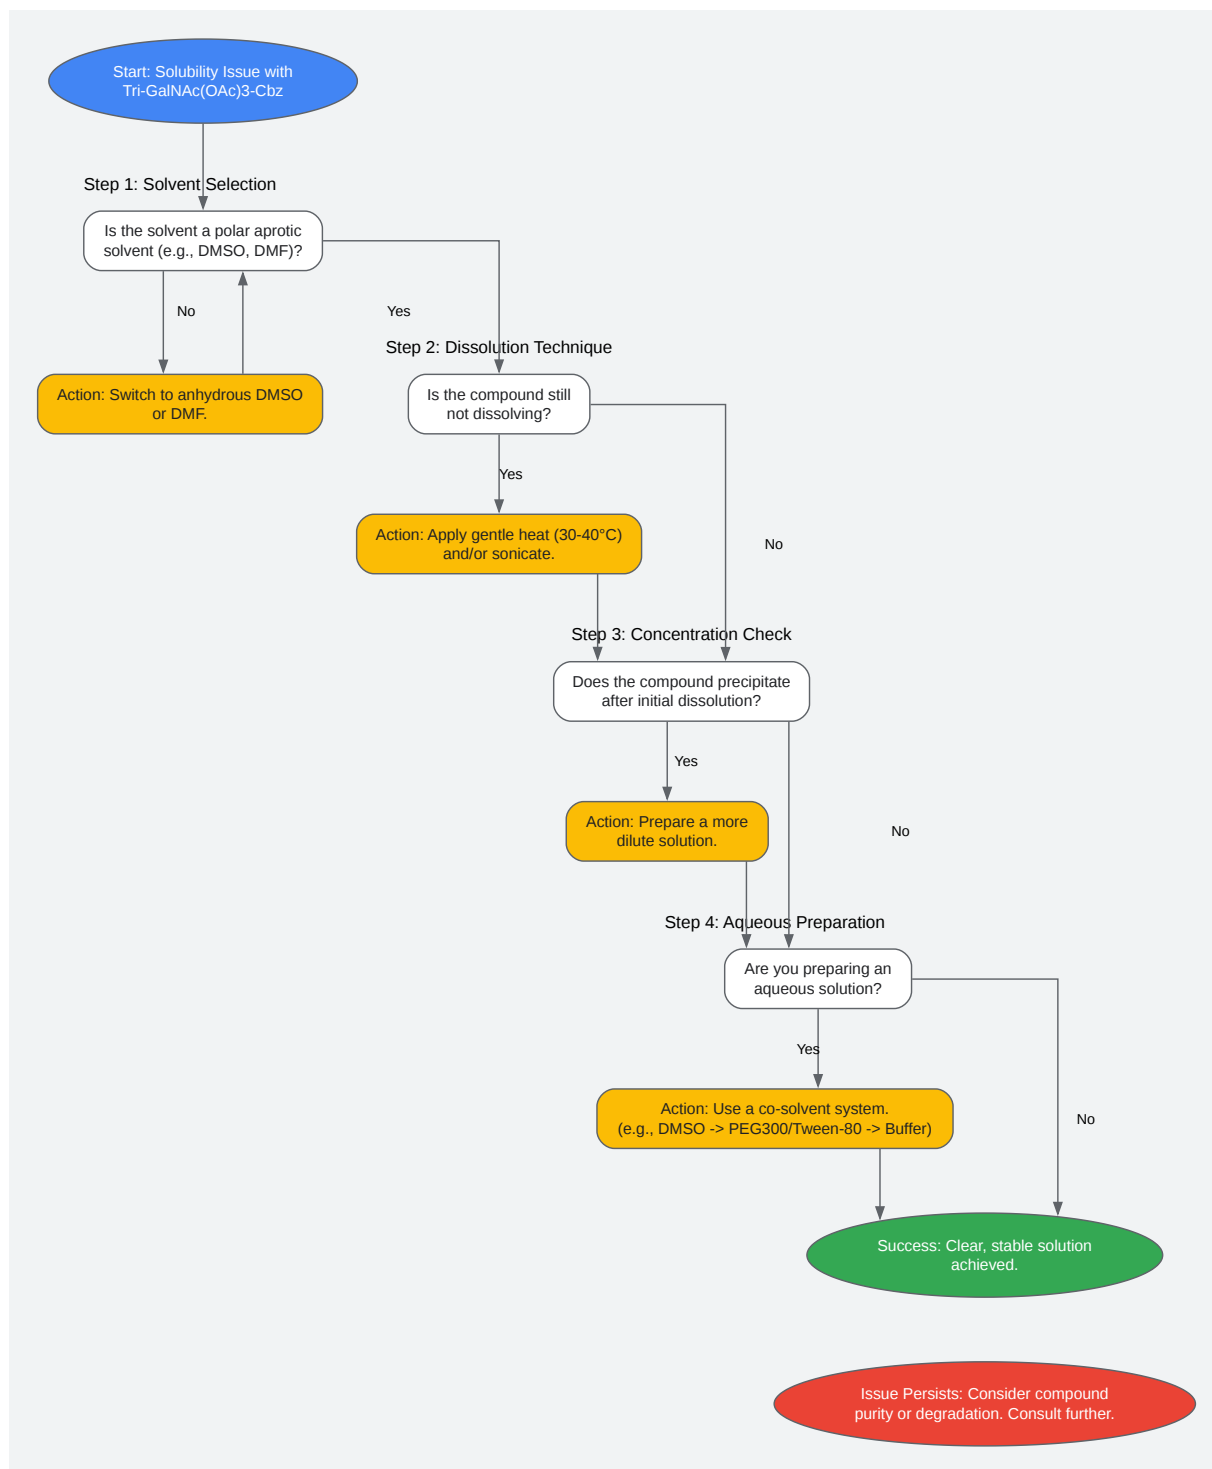 Start: Solubility Issue with
Tri-GalNAc(OAc)3-Cbz
Step 1: Solvent Selection
Is the solvent a polar aprotic
solvent (e.g., DMSO, DMF)?
No
Yes
Step 2: Dissolution Technique
Action: Switch to anhydrous DMSO
or DMF.
Is the compound still
not dissolving?
Yes
Action: Apply gentle heat (30-40°C)
and/or sonicate.
No
Step 3: Concentration Check
Does the compound precipitate
after initial dissolution?
Yes
Action: Prepare a more
dilute solution.
No
Step 4: Aqueous Preparation
Are you preparing an
aqueous solution?
Yes
Action: Use a co-solvent system.
(e.g., DMSO -> PEG300/Tween-80 -> Buffer)
No
Success: Clear, stable solution
achieved.
Issue Persists: Consider compound
purity or degradation. Consult further.